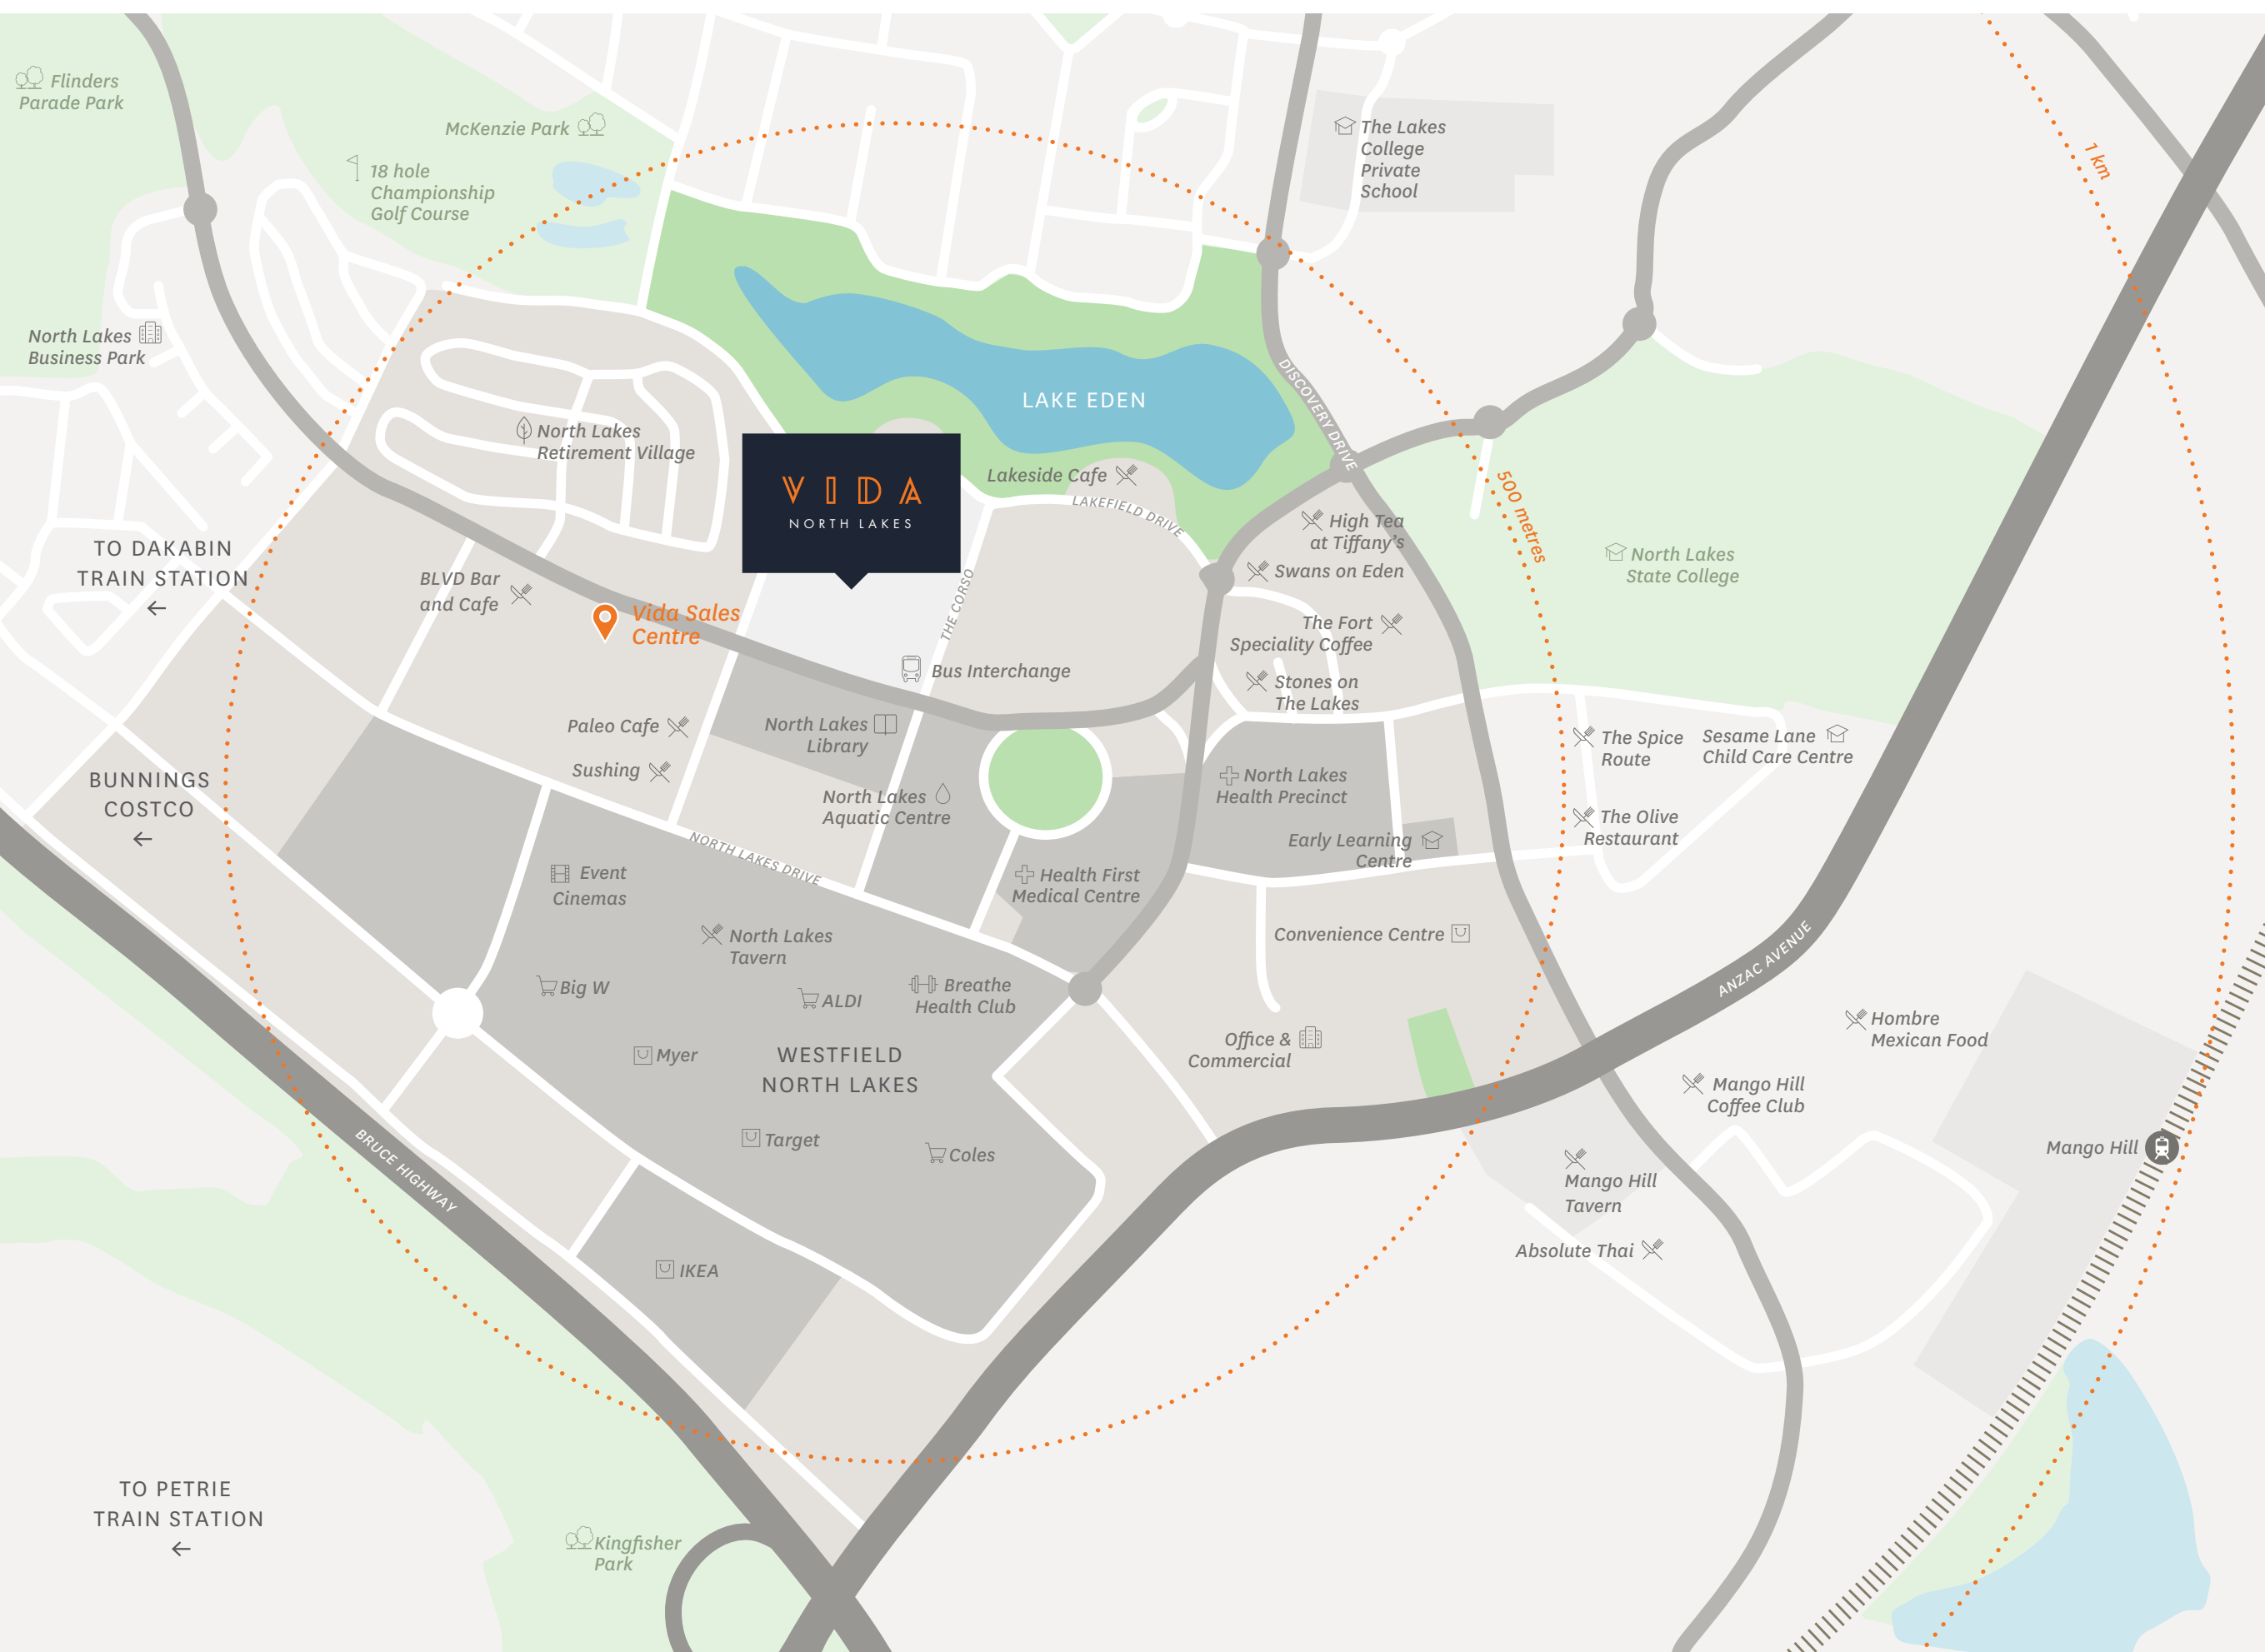 Flinders
Parade Park
McKenzie Park
18 hole
Championship
Golf Course
The Lakes
College
Private
School
1 km
North Lakes
Business Park
LAKE EDEN
DISCOVERY DRIVE
North Lakes
Retirement Village
VIDA
NORTH LAKES
Lakeside Cafe
LAKEFIELD DRIVE
500 metres
High Tea
at Tiffany's
Swans on Eden
North Lakes
State College
TO DAKABIN
TRAIN STATION
←
BLVD Bar
and Cafe
Vida Sales
Centre
THE CORSO
The Fort
Speciality Coffee
Bus Interchange
Stones on
The Lakes
Paleo Cafe
North Lakes
Library
The Spice
Route
Sesame Lane
Child Care Centre
Sushing
BUNNINGS
COSTCO
←
North Lakes
Aquatic Centre
North Lakes
Health Precinct
The Olive
Restaurant
NORTH LAKES DRIVE
Early Learning
Centre
Event
Cinemas
Health First
Medical Centre
North Lakes
Tavern
Convenience Centre
ANZAC AVENUE
Big W
ALDI
Breathe
Health Club
Hombre
Mexican Food
Office &
Commercial
Myer
WESTFIELD
NORTH LAKES
Mango Hill
Coffee Club
Target
Coles
Mango Hill
BRUCE HIGHWAY
Mango Hill
Tavern
Absolute Thai
IKEA
TO PETRIE
TRAIN STATION
←
Kingfisher
Park